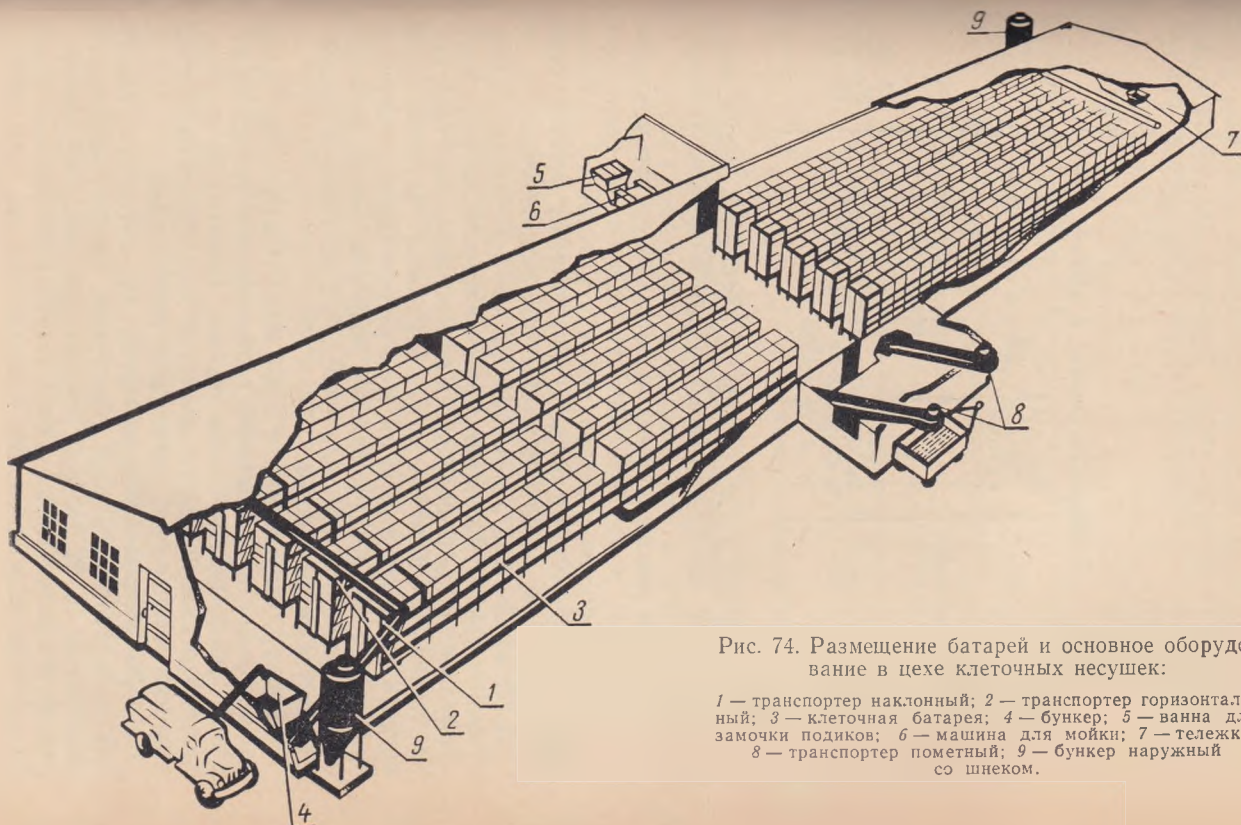 9
7
5
6
8
3
1
2
9
4
Рис. 74. Размещение батарей и основное оборудо
вание в цехе клеточных несушек:
1 — транспортер наклонный; 2 — транспортер горизонталь
ный; 3 — клеточная батарея; 4 — бункер; 5 — ванна дл
замочки подиков; 6 — машина для мойки; 7 — тележк
8 — транспортер пометный; 9 — бункер наружный
со шнеком.